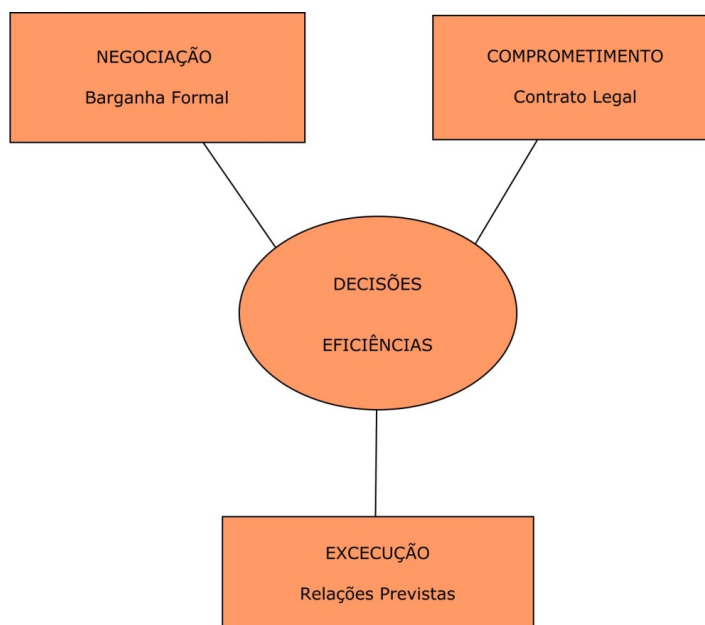 NEGOCIAÇÃO
Barganha Formal
COMPROMETIMENTO
Contrato Legal
DECISÕES
EFICIÊNCIAS
EXCECUÇÃO
Relações Previstas